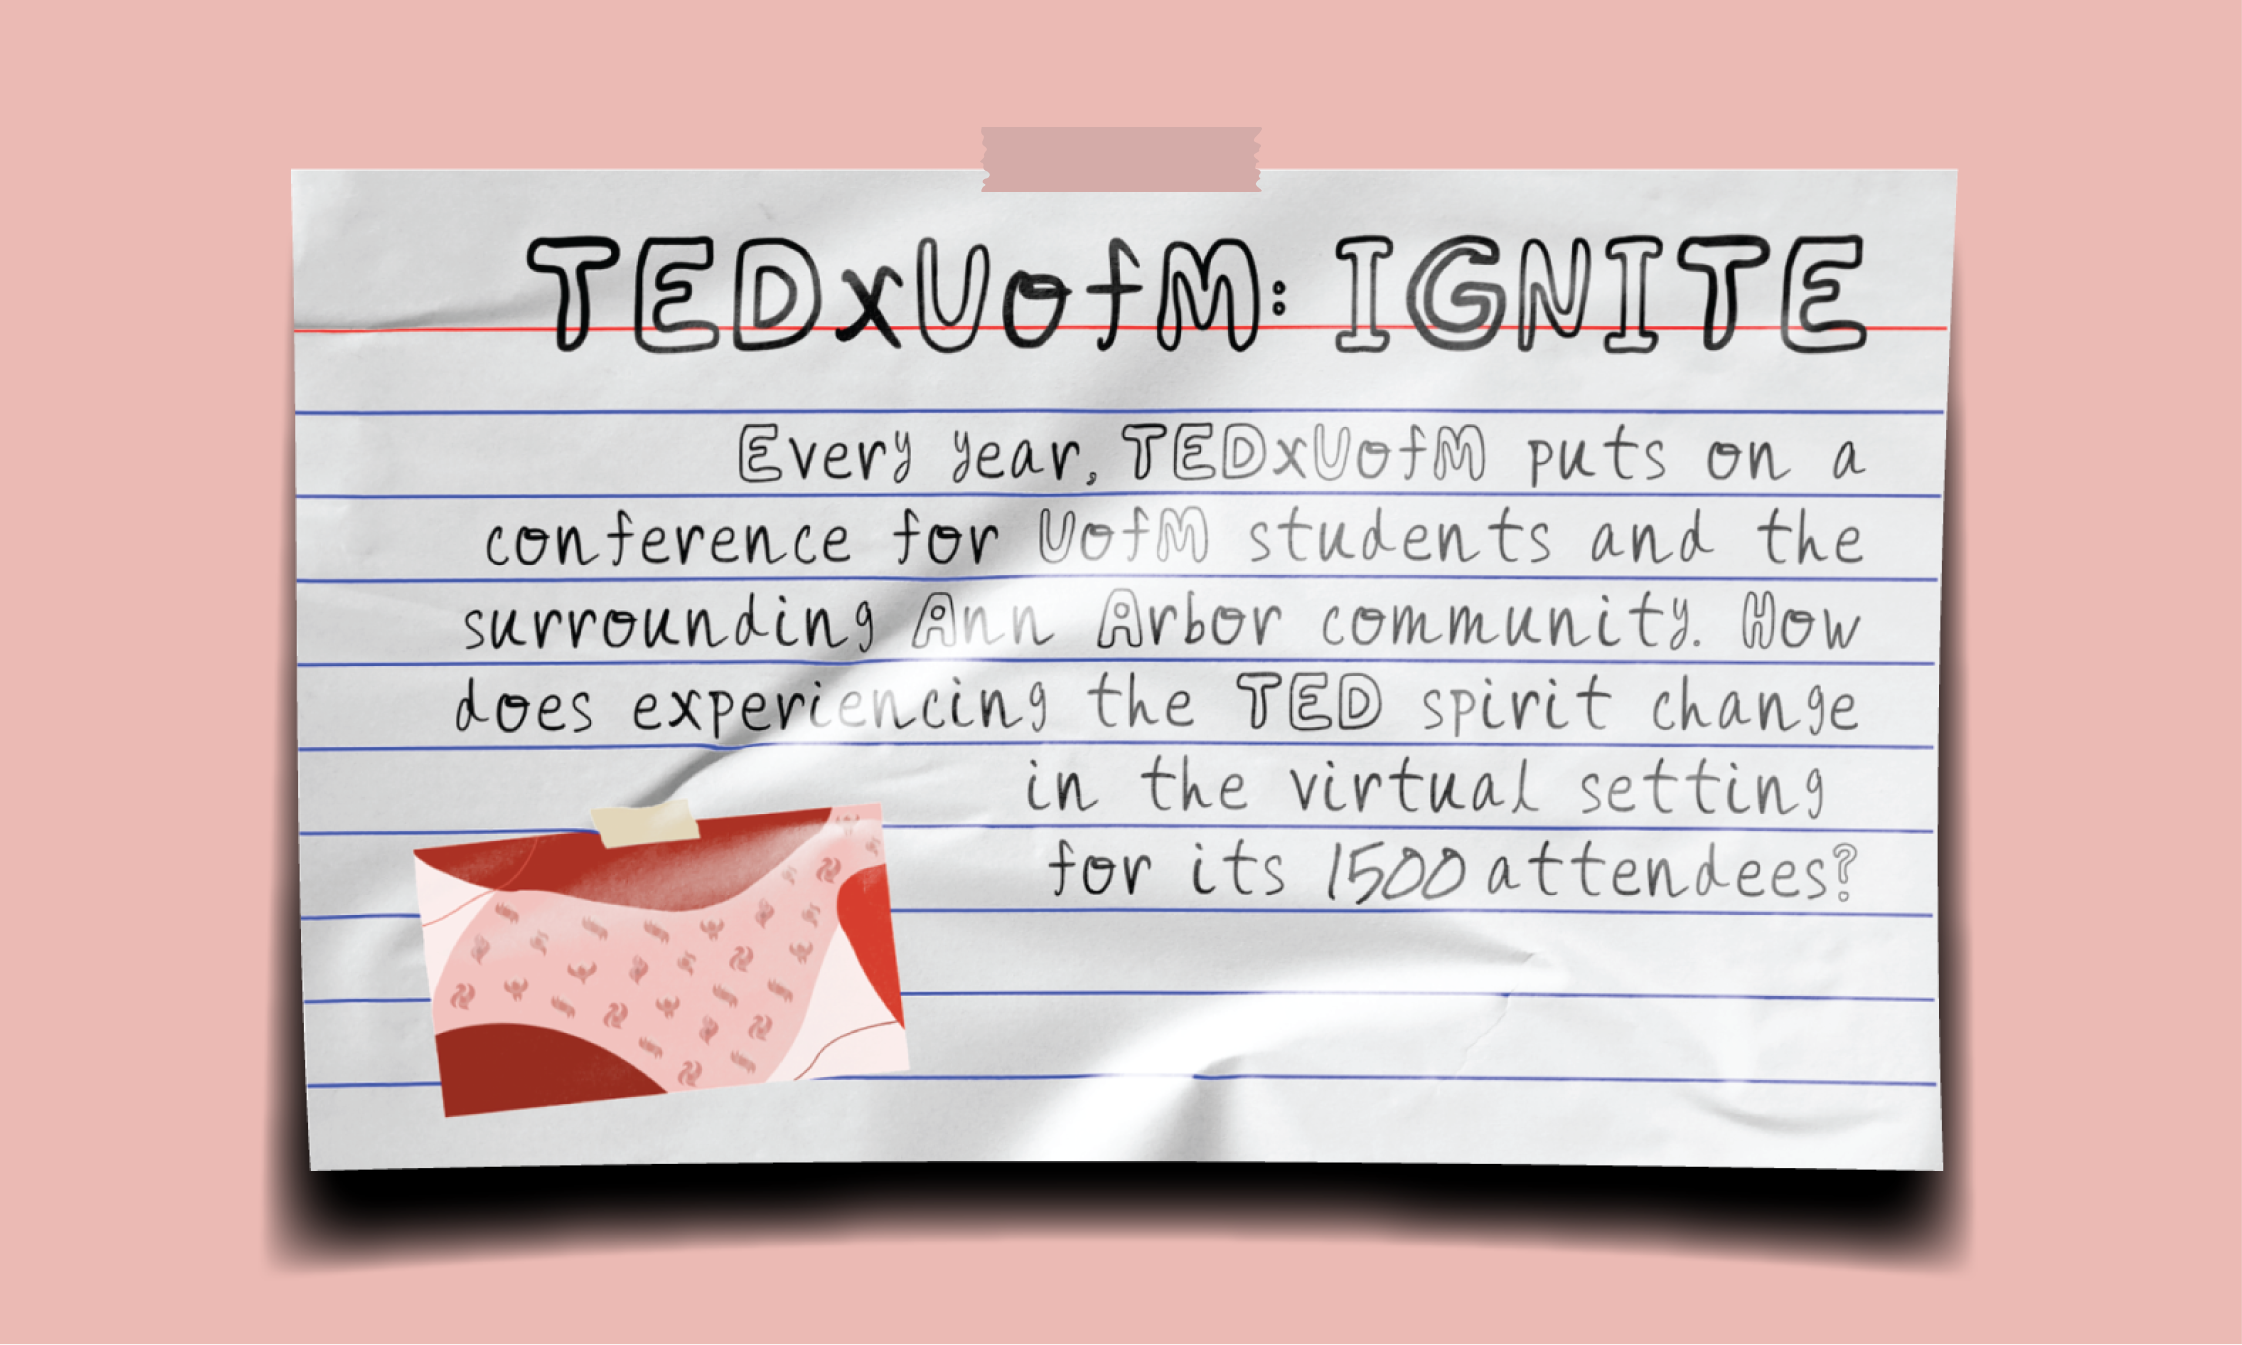 TEDxUofM: IGNITE
Every year, TEDxUofM puts on a
conference for UofM students and the
surrounding Ann Arbor community. How
does experiencing the TED spirit change
in the virtual setting
for its 1500 attendees?